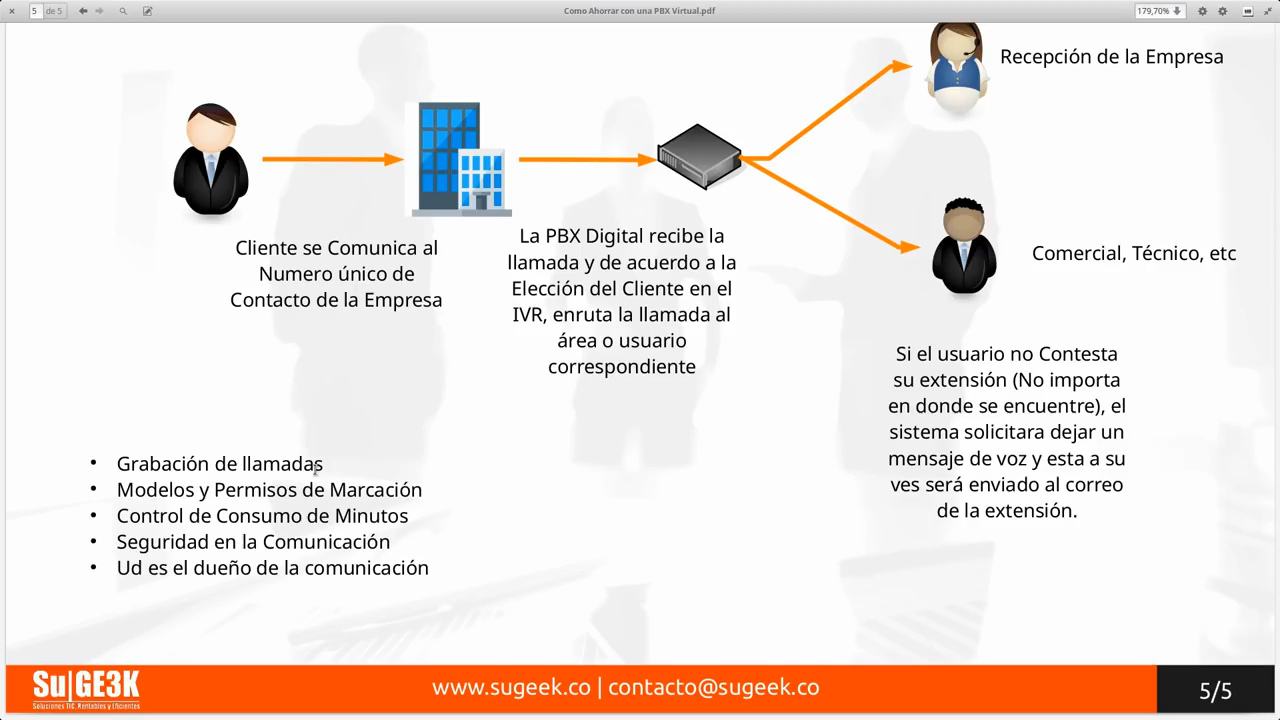 5 de 5
Como Ahorrar con una PBX Virtual.pdf
179,70%
Recepción de la Empresa
Cliente se Comunica al
Numero único de
Contacto de la Empresa
La PBX Digital recibe la
llamada y de acuerdo a la
Elección del Cliente en el
IVR, enruta la llamada al
área o usuario
correspondiente
Comercial, Técnico, etc
Si el usuario no Contesta
su extensión (No importa
en donde se encuentre), el
sistema solicitara dejar un
mensaje de voz y esta a su
ves será enviado al correo
de la extensión.
• Grabación de llamadas
• Modelos y Permisos de Marcación
• Control de Consumo de Minutos
• Seguridad en la Comunicación
• Ud es el dueño de la comunicación
Su|GE3K
Soluciones TIC, Rentables y Eficientes
www.sugeek.co | contacto@sugeek.co
5/5